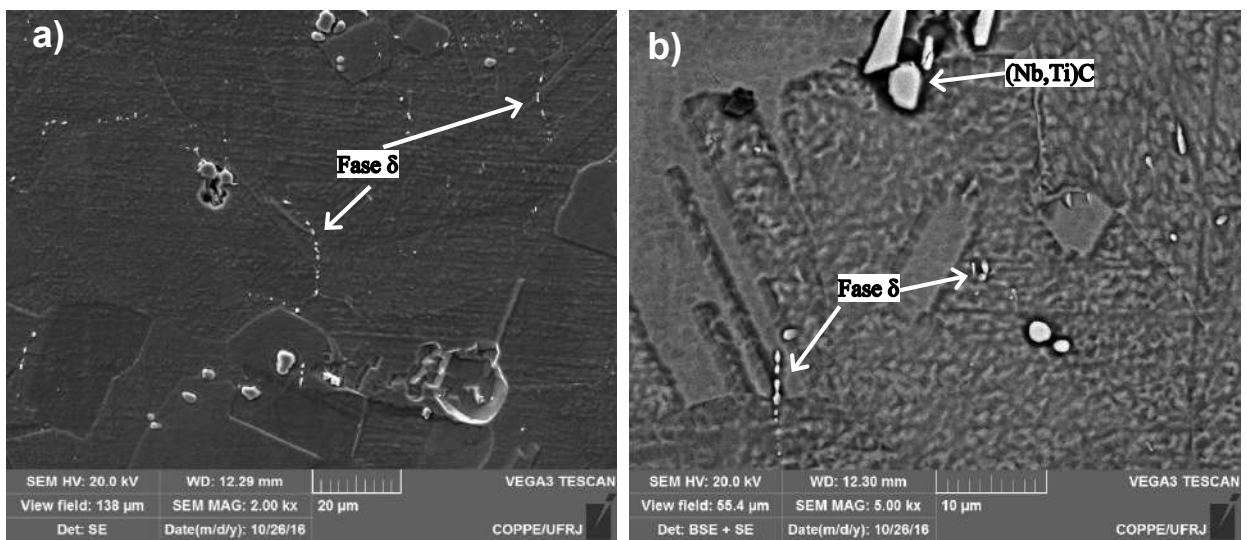 a)
Fase δ
SEM HV: 20.0 kV WD: 12.29 mm VEGA3 TESCAN
View field: 138 µm SEM MAG: 2.00 kx 20 µm
Det: SE Date(m/d/y): 10/26/16 COPPE/UFRJ
b)
(Nb,Ti)C
Fase δ
SEM HV: 20.0 kV WD: 12.30 mm VEGA3 TESCAN
View field: 55.4 µm SEM MAG: 5.00 kx 10 µm
Det: BSE + SE Date(m/d/y): 10/26/16 COPPE/UFRJ